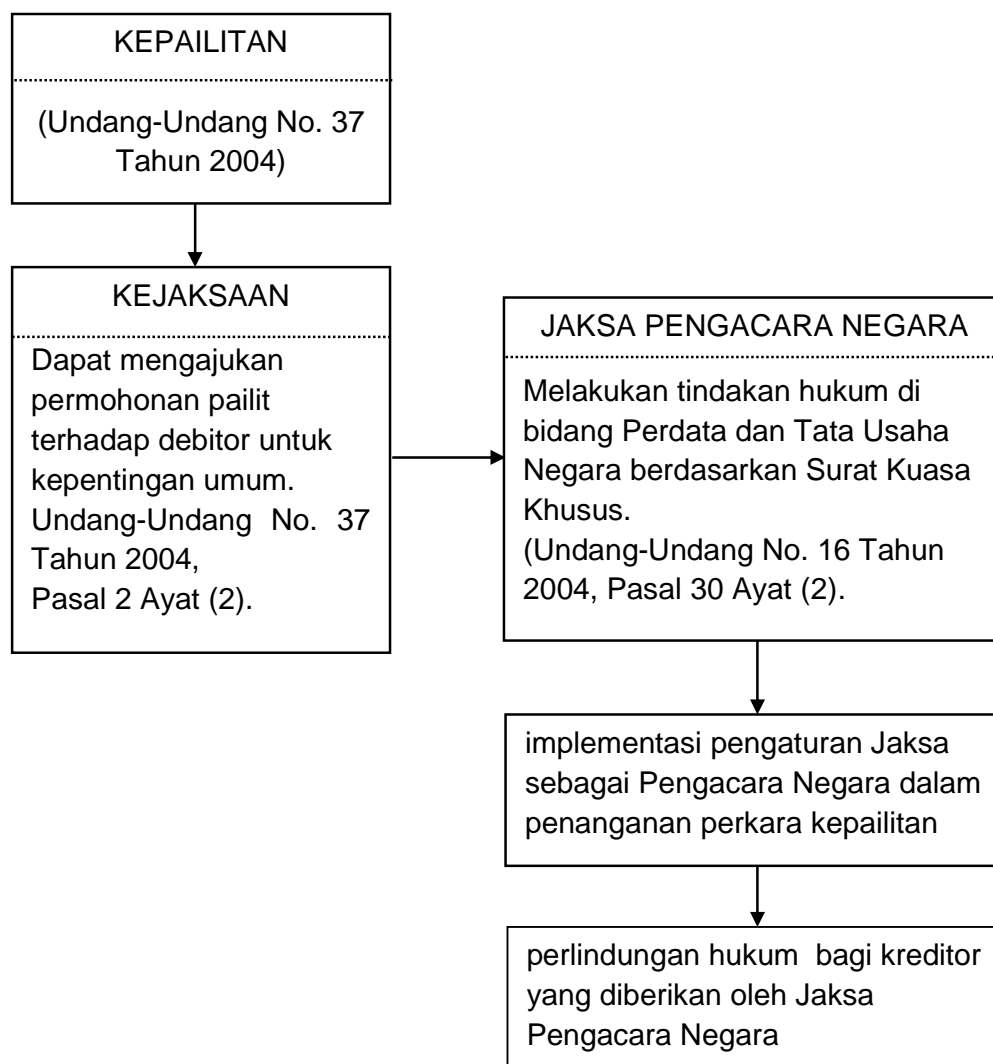 KEPAILITAN
(Undang-Undang No. 37
Tahun 2004)
KEJAKSAAN
Dapat mengajukan
permohonan pailit
terhadap debitor untuk
kepentingan umum.
Undang-Undang No. 37
Tahun 2004,
Pasal 2 Ayat (2).
JAKSA PENGACARA NEGARA
Melakukan tindakan hukum di
bidang Perdata dan Tata Usaha
Negara berdasarkan Surat Kuasa
Khusus.
(Undang-Undang No. 16 Tahun
2004, Pasal 30 Ayat (2).
implementasi pengaturan Jaksa
sebagai Pengacara Negara dalam
penanganan perkara kepailitan
perlindungan hukum bagi kreditor
yang diberikan oleh Jaksa
Pengacara Negara